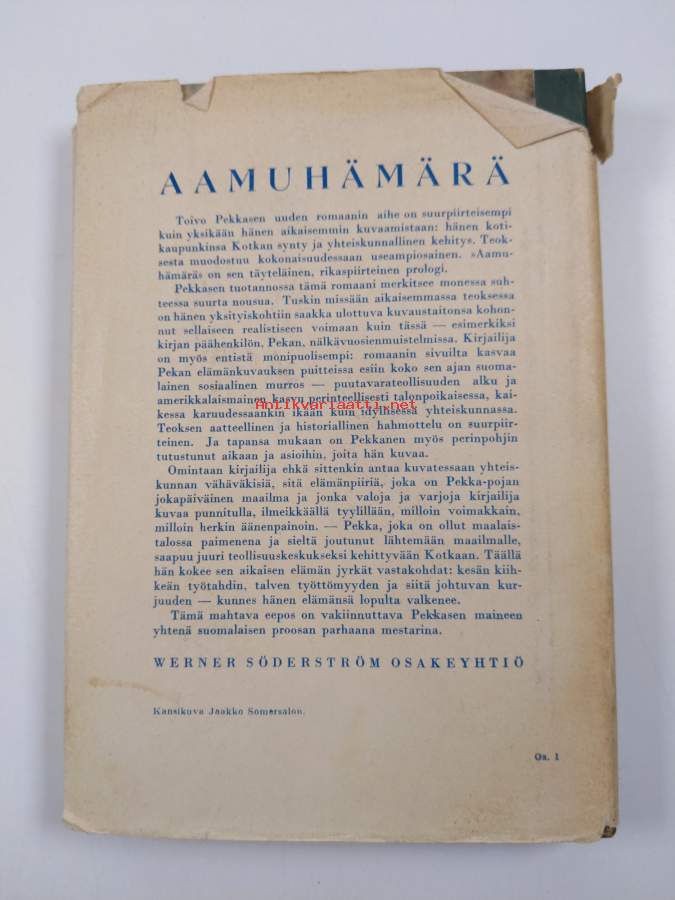 AAMUHÄMÄRÄ
Toivo Pekkasen uuden romaanin aihe on suurpiirteisempi
kuin yksikään hänen aikaisemmin kuvaamistaan: hänen koti-
kaupunkinsa Kotkan synty ja yhteiskunnallinen kehitys. Teok-
sesta muodostuu kokonaisuudessaan useampiosainen. »Aamu-
hämärä» on sen täyteläinen, rikaspiirteinen prologi.
Pekkasen tuotannossa tämä romaani merkitsee monessa suh-
teessa suurta nousua. Tuskin missään aikaisemmassa teoksessa
on hänen yksityiskohtiin saakka ulottuva kuvaustaitonsa kohon-
nut sellaiseen realistiseen voimaan kuin tässä — esimerkiksi
kirjan päähenkilön, Pekan, nälkävuosienmuistelmissa. Kirjailija
on myös entistä monipuolisempi: romaanin sivuilta kasvaa
Pekan elämänkuvauksen puitteissa esiin koko sen ajan suoma-
lainen sosiaalinen murros — puutavarateollisuuden alku ja
amerikkalaismainen kasvu perinteellisesti talonpoikaisessa, kai-
Antikvariaatti.net
kessa karuudessaankin ikään kuin idyllisessä yhteiskunnassa.
Teoksen aatteellinen ja historiallinen hahmottelu on suurpiir-
teinen. Ja tapansa mukaan on Pekkanen myös perinpohjin
tutustunut aikaan ja asioihin, joita hän kuvaa.
Omintaan kirjailija ehkä sittenkin antaa kuvatessaan yhteis-
kunnan vähäväkisiä, sitä elämänpiiriä, joka on Pekka-pojan
jokapäiväinen maailma ja jonka valoja ja varjoja kirjailija
kuvaa punnitulla, ilmeikkäällä tyylillään, milloin voimakkain,
milloin herkin äänenpainoin. — Pekka, joka on ollut maalais-
talossa paimenena ja sieltä joutunut lähtemään maailmalle,
saapuu juuri teollisuuskeskukseksi kehittyvään Kotkaan. Täällä
hän kokee sen aikaisen elämän jyrkät vastakohdat: kesän kiih-
keän työtahdin, talven työttömyyden ja siitä johtuvan kur-
juuden — kunnes hänen elämänsä lopulta valkenee.
Tämä mahtava eepos on vakiinnuttava Pekkasen maineen
yhtenä suomalaisen proosan parhaana mestarina.
WERNER SÖDERSTRÖM OSAKEYHTIÖ
Kansikuva Jaakko Somersalon.
Os. 1